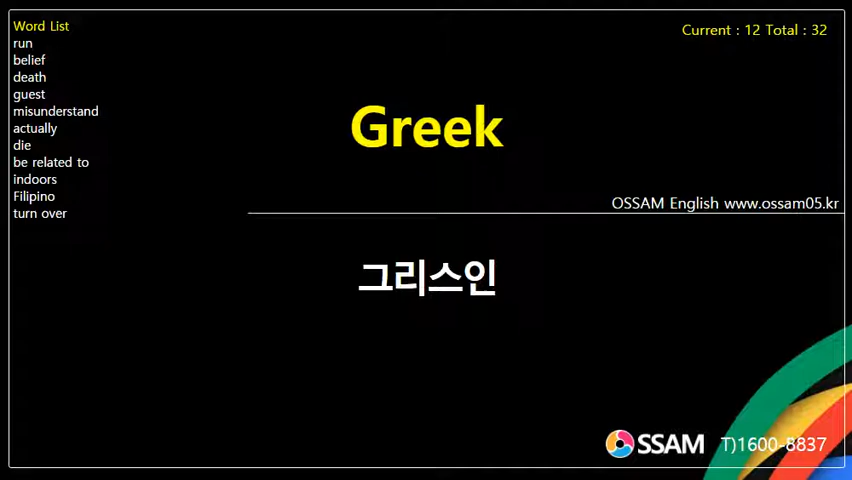 Word List
run
belief
death
guest
misunderstand
actually
die
be related to
indoors
Filipino
turn over
Current : 12 Total : 32
Greek
OSSAM English www.ossam05.kr
그리스인
OSSAM T)1600-8837